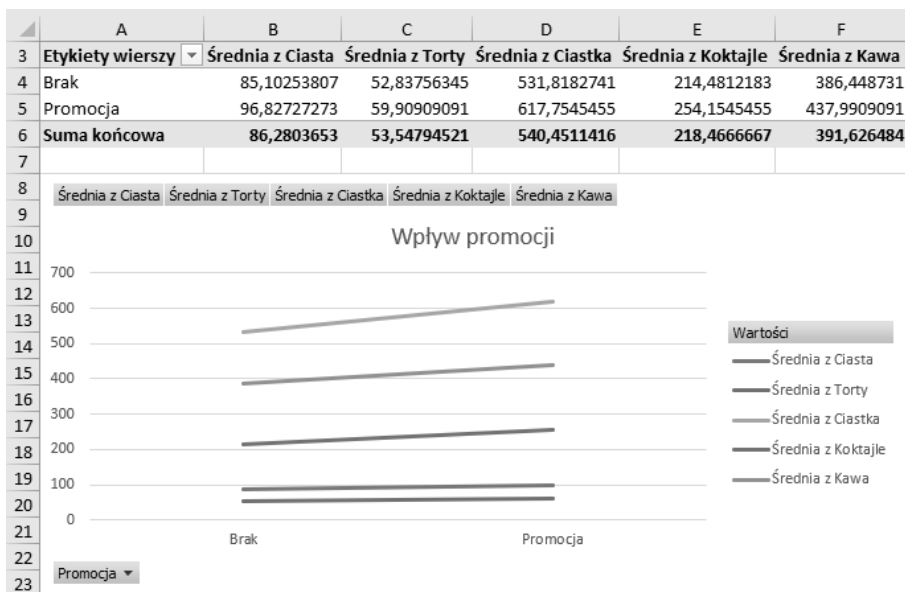 A B C D E F
3 Etykiety wierszy Średnia z Ciasta Średnia z Torty Średnia z Ciastka Średnia z Koktajle Średnia z Kawa
4 Brak 85,10253807 52,83756345 531,8182741 214,4812183 386,448731
5 Promocja 96,82727273 59,90909091 617,7545455 254,1545455 437,9909091
6 Suma końcowa 86,2803653 53,54794521 540,4511416 218,4666667 391,626484
7
8
Średnia z Ciasta Średnia z Torty Średnia z Ciastka Średnia z Koktajle Średnia z Kawa
9
10
Wpływ promocji
11
700
12
600
13
14
500
Wartości
15
400
Średnia z Ciasta
16
300
Średnia z Torty
17
Średnia z Ciastka
18
200
Średnia z Koktajle
19
100
Średnia z Kawa
20
0
21
Brak Promocja
22
Promocja
23